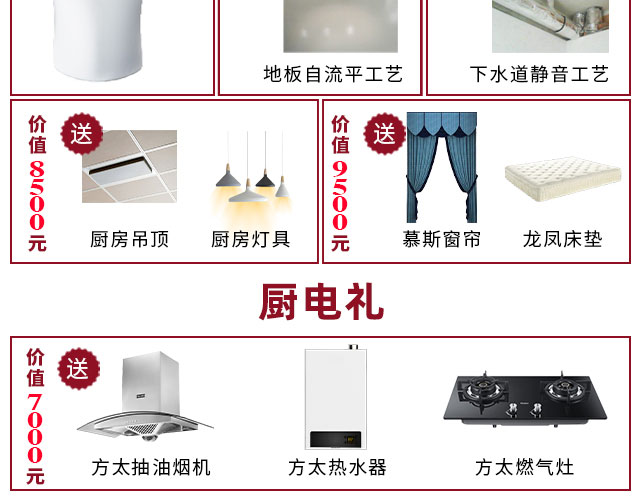 地板自流平工艺
下水道静音工艺
价值8500元
送
厨房吊顶
厨房灯具
价值9500元
送
慕斯窗帘
龙凤床垫
厨电礼
价值7000元
送
方太抽油烟机
方太热水器
方太燃气灶